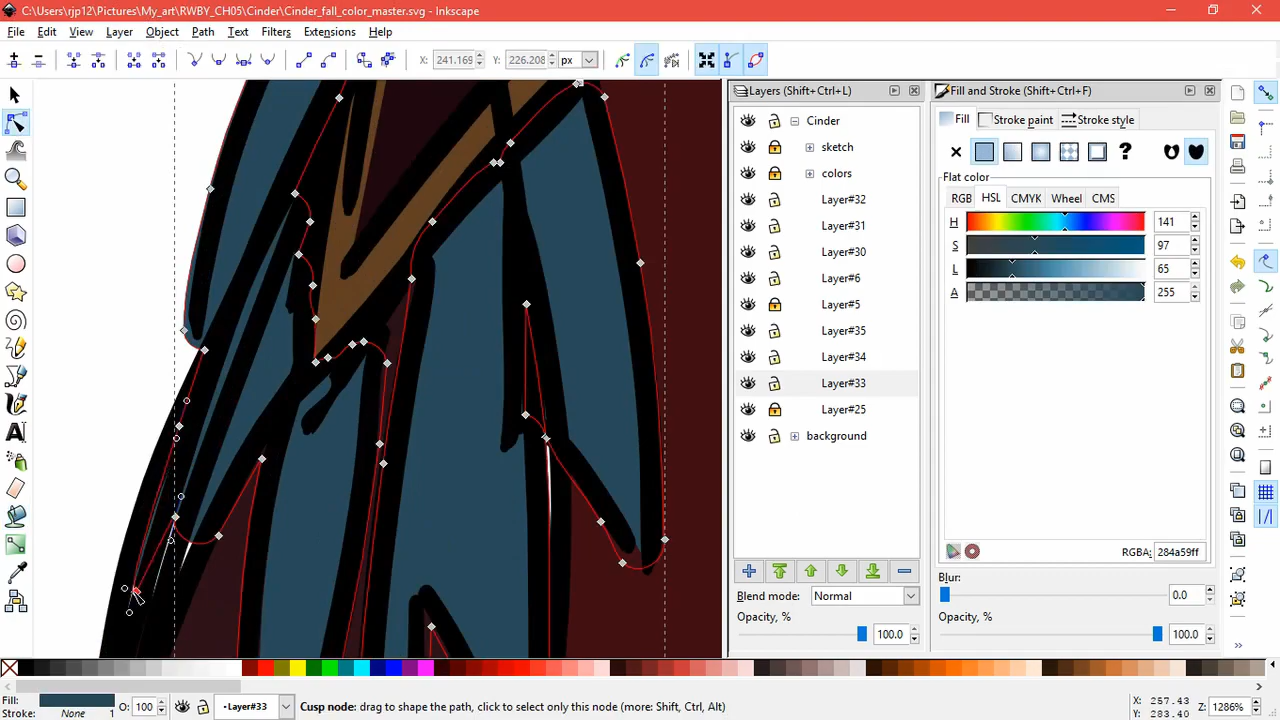 C:\Users\rjp12\Pictures\My_art\RWBY_CH05\Cinder\Cinder_fall_color_master.svg - Inkscape
File Edit View Layer Object Path Text Filters Extensions Help
X: 241.169 Y: 226.208 px
Layers (Shift+Ctrl+L)
Fill and Stroke (Shift+Ctrl+F)
Cinder
sketch
colors
Layer#32
Layer#31
Layer#30
Layer#6
Layer#5
Layer#35
Layer#34
Layer#33
Layer#25
background
Blend mode: Normal
Opacity, %
100.0
Fill Stroke paint Stroke style
?
Flat color
RGB HSL CMYK Wheel CMS
H 141
S 97
L 65
A 255
RGBA: 284a59ff
Blur:
0.0
Opacity, %
100.0
Fill:
Stroke: None 1
O: 100
•Layer#33
Cusp node: drag to shape the path, click to select only this node (more: Shift, Ctrl, Alt)
X: 257.43
Y: 283.40
Z: 1286%